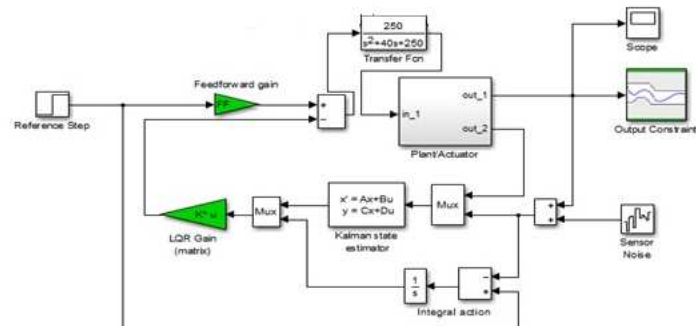 250
s²+40s+250
Transfer Fcn
Scope
Feedforward gain
FF
+
−
Reference Step
in_1
out_1
out_2
Plant/Actuator
Output Constraint
K* u
LQR Gain
(matrix)
Mux
x' = Ax+Bu
y = Cx+Du
Kalman state
estimator
Mux
+
+
Sensor
Noise
1
s
−
+
Integral action